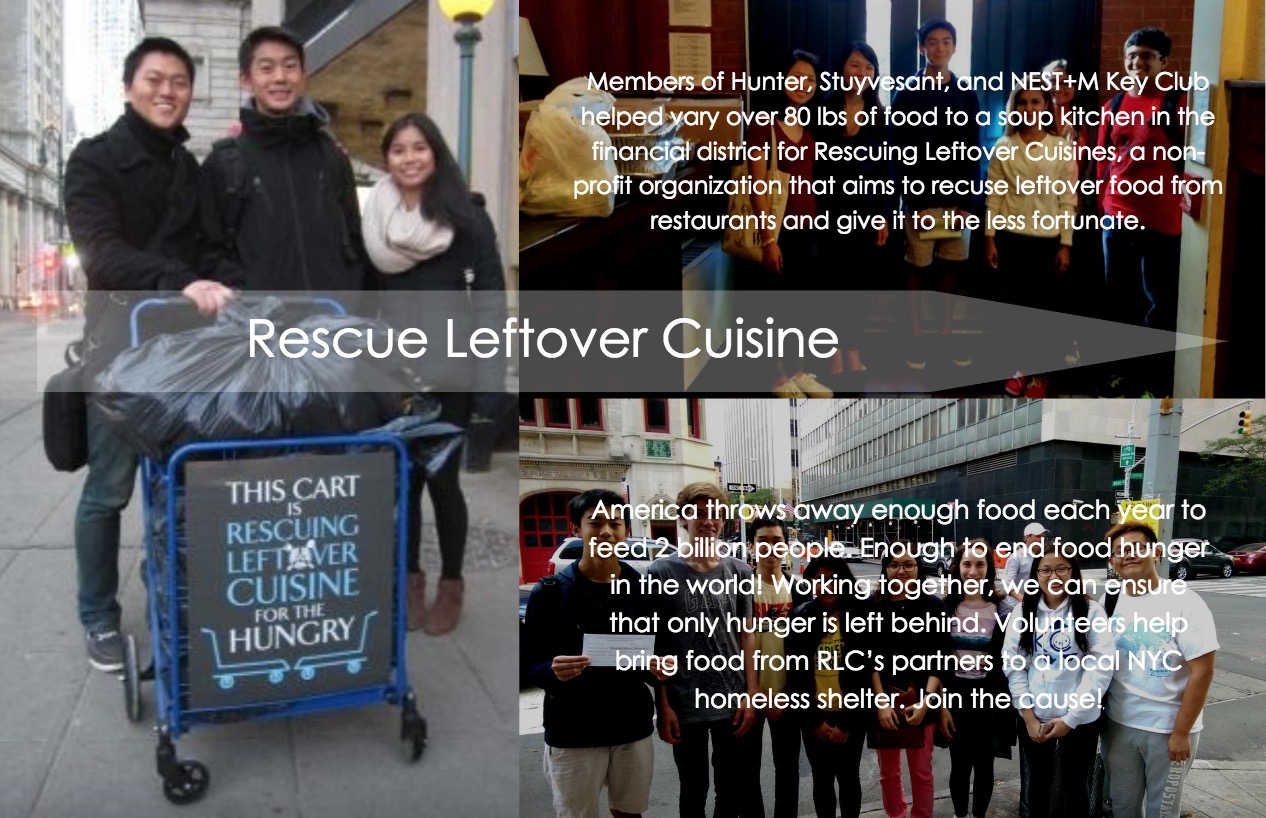 Members of Hunter, Stuyvesant, and NEST+M Key Club
helped vary over 80 lbs of food to a soup kitchen in the
financial district for Rescuing Leftover Cuisines, a non-
profit organization that aims to recuse leftover food from
restaurants and give it to the less fortunate.
Rescue Leftover Cuisine
THIS CART
IS
RESCUING
LEFTOVER
CUISINE
FOR THE
HUNGRY
America throws away enough food each year to
feed 2 billion people. Enough to end food hunger
in the world! Working together, we can ensure
that only hunger is left behind. Volunteers help
bring food from RLC's partners to a local NYC
homeless shelter. Join the cause!